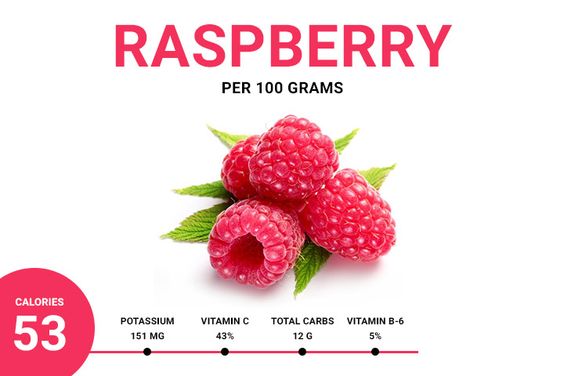 RASPBERRY
PER 100 GRAMS
CALORIES
53
POTASSIUM
151 MG
VITAMIN C
43%
TOTAL CARBS
12 G
VITAMIN B-6
5%